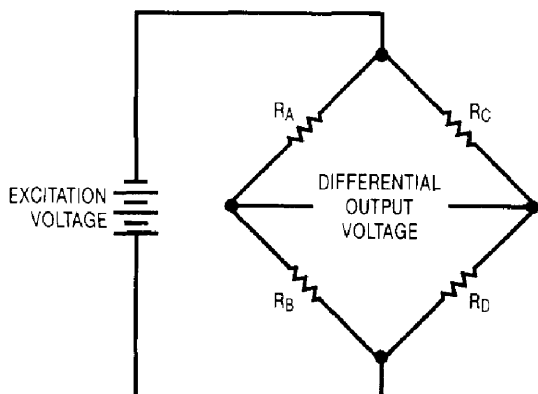 RA
RC
EXCITATION
VOLTAGE
DIFFERENTIAL
OUTPUT
VOLTAGE
RB
RD